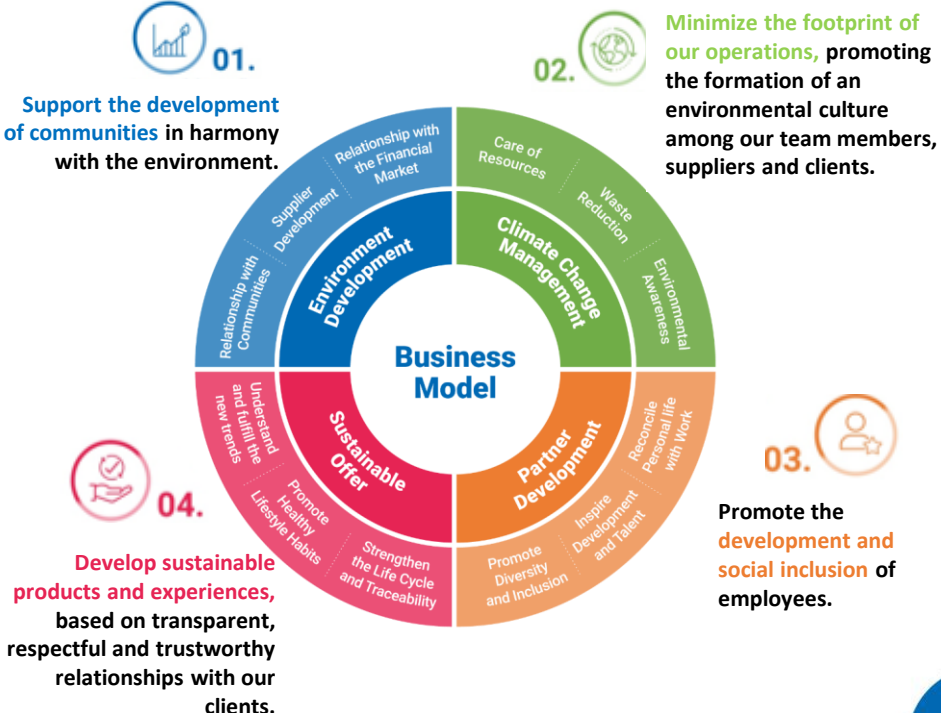 01.
Support the development
of communities in harmony
with the environment.
02.
Minimize the footprint of
our operations, promoting
the formation of an
environmental culture
among our team members,
suppliers and clients.
Relationship with
Communities
Supplier
Development
Relationship with
the Financial
Market
Care of
Resources
Waste
Reduction
Environmental
Awareness
Environment
Development
Climate Change
Management
Business
Model
Sustainable
Offer
Partner
Development
Understand
and fulfill the
new trends
Promote
Healthy
Lifestyle Habits
Strengthen
the Life Cycle
and Traceability
Promote
Diversity
and Inclusion
Inspire
Development
and Talent
Reconcile
Personal life
with Work
03.
Promote the
development and
social inclusion of
employees.
04.
Develop sustainable
products and experiences,
based on transparent,
respectful and trustworthy
relationships with our
clients.